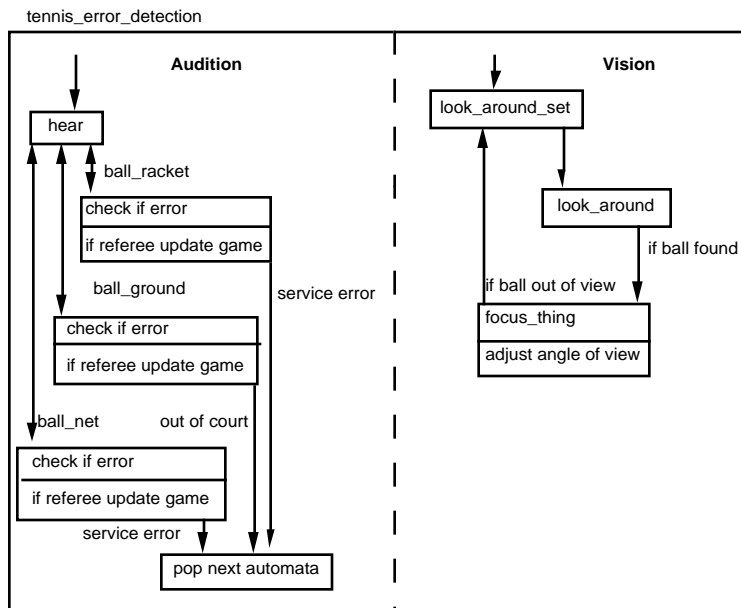 tennis_error_detection
Audition
hear
ball_racket
check if error
if referee update game
ball_ground
service error
check if error
if referee update game
ball_net
out of court
check if error
if referee update game
service error
pop next automata
Vision
look_around_set
look_around
if ball found
if ball out of view
focus_thing
adjust angle of view